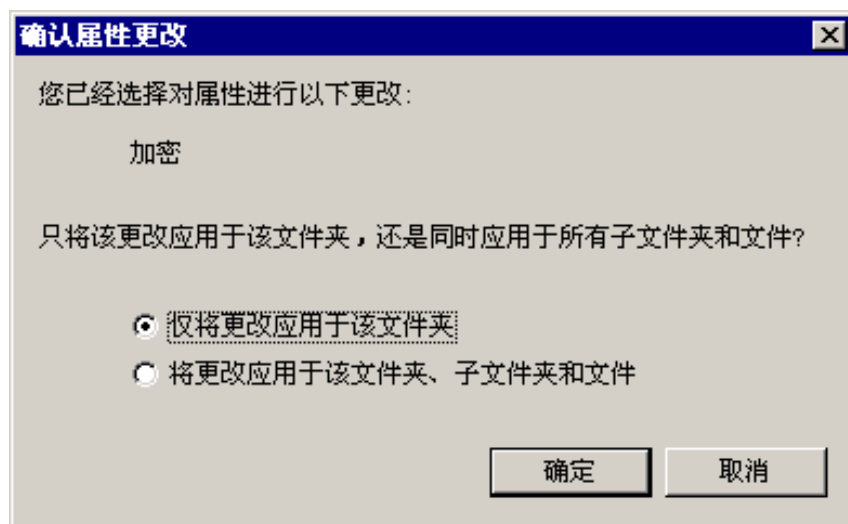 确认属性更改
您已经选择对属性进行以下更改:
加密
只将该更改应用于该文件夹,还是同时应用于所有子文件夹和文件?
仅将更改应用于该文件夹
将更改应用于该文件夹、子文件夹和文件
确定 取消